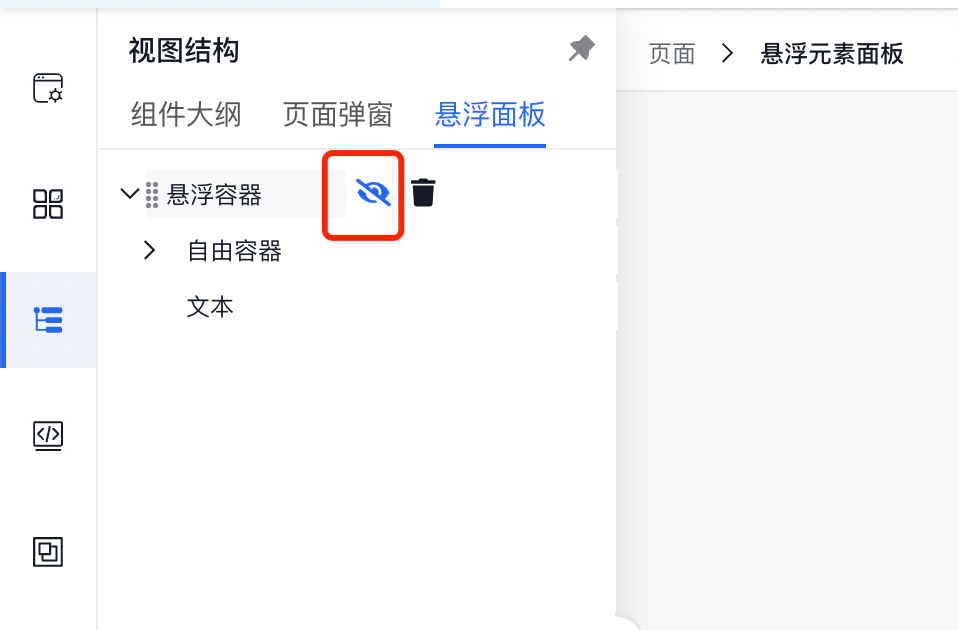 视图结构
页面 > 悬浮元素面板
组件大纲 页面弹窗 悬浮面板
悬浮容器
自由容器
文本